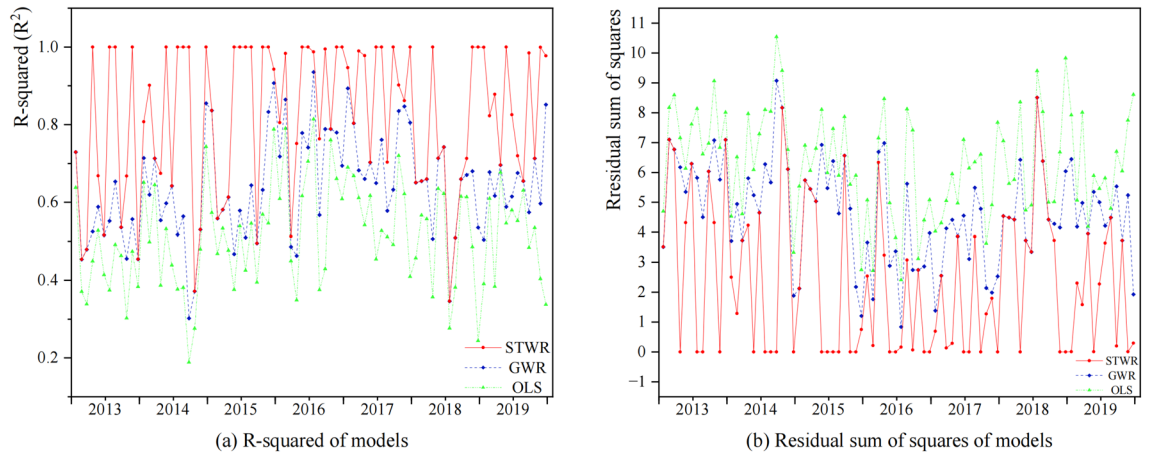 R-squared (R²)
1.0
0.8
0.6
0.4
0.2
STWR
GWR
OLS
2013 2014 2015 2016 2017 2018 2019
(a) R-squared of models
Rresidual sum of squares
11
10
9
8
7
6
5
4
3
2
1
0
−1
STWR
GWR
OLS
2013 2014 2015 2016 2017 2018 2019
(b) Residual sum of squares of models